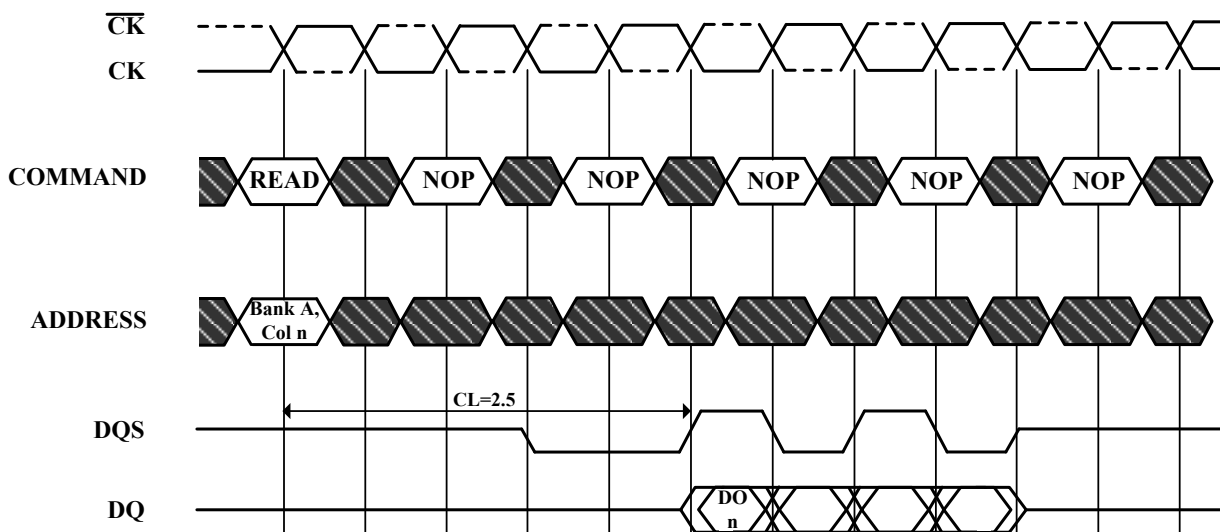 CK
CK
COMMAND
READ
NOP
NOP
NOP
NOP
NOP
ADDRESS
Bank A,
Col n
CL=2.5
DQS
DQ
DO
n